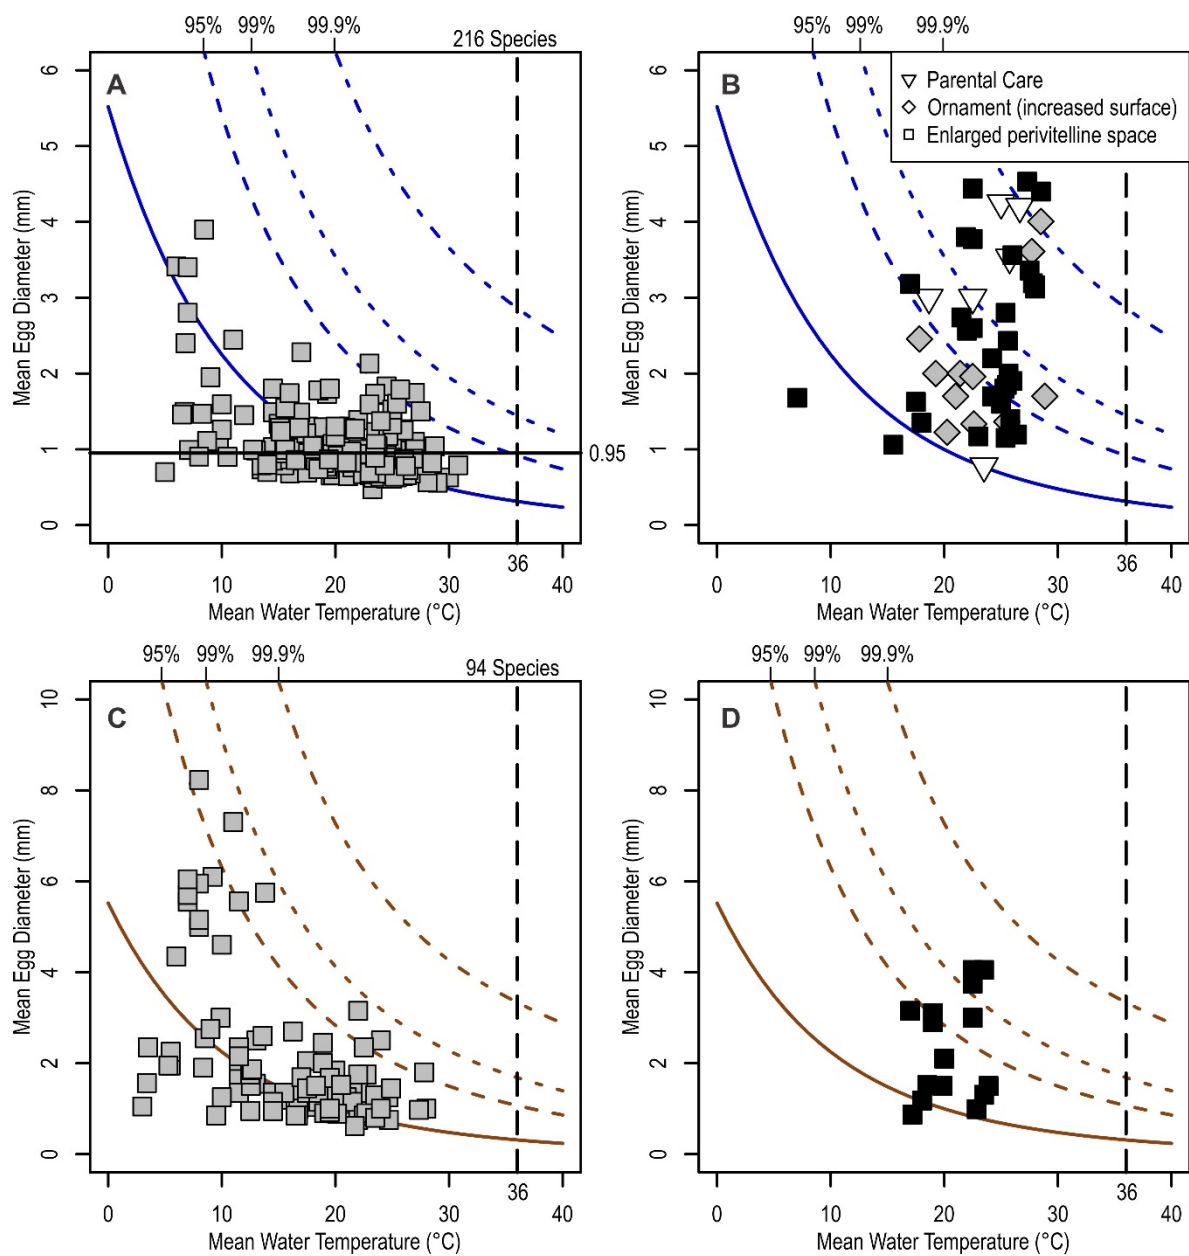 95% 99% 99.9% 216 Species
95% 99% 99.9%
A
B
Parental Care
Ornament (increased surface)
Enlarged perivitelline space
Mean Egg Diameter (mm)
6
5
4
3
2
1
0
0.95
Mean Egg Diameter (mm)
6
5
4
3
2
1
0
0 10 20 30 36 40
Mean Water Temperature (°C)
0 10 20 30 36 40
Mean Water Temperature (°C)
95% 99% 99.9% 94 Species
95% 99% 99.9%
C
D
Mean Egg Diameter (mm)
10
8
6
4
2
0
Mean Egg Diameter (mm)
10
8
6
4
2
0
0 10 20 30 36 40
Mean Water Temperature (°C)
0 10 20 30 36 40
Mean Water Temperature (°C)